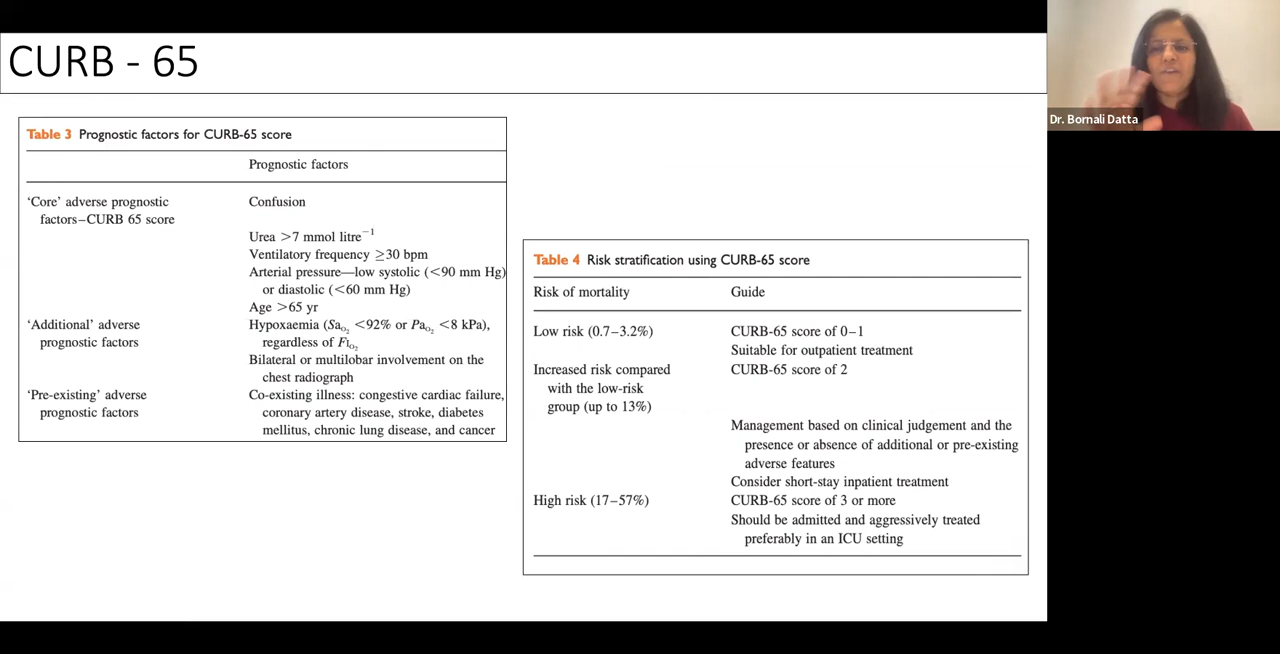 CURB - 65
Table 3 Prognostic factors for CURB-65 score
Prognostic factors
‘Core’ adverse prognostic
factors–CURB 65 score
Confusion
Urea >7 mmol litre⁻¹
Ventilatory frequency ≥30 bpm
Arterial pressure—low systolic (<90 mm Hg)
or diastolic (<60 mm Hg)
Age >65 yr
‘Additional’ adverse
prognostic factors
Hypoxaemia (SaO₂ <92% or PaO₂ <8 kPa),
regardless of FIO₂
Bilateral or multilobar involvement on the
chest radiograph
‘Pre-existing’ adverse
prognostic factors
Co-existing illness: congestive cardiac failure,
coronary artery disease, stroke, diabetes
mellitus, chronic lung disease, and cancer
Table 4 Risk stratification using CURB-65 score
Risk of mortality Guide
Low risk (0.7–3.2%)
CURB-65 score of 0–1
Suitable for outpatient treatment
Increased risk compared
with the low-risk
group (up to 13%)
CURB-65 score of 2
Management based on clinical judgement and the
presence or absence of additional or pre-existing
adverse features
Consider short-stay inpatient treatment
High risk (17–57%)
CURB-65 score of 3 or more
Should be admitted and aggressively treated
preferably in an ICU setting
Dr. Bornali Datta